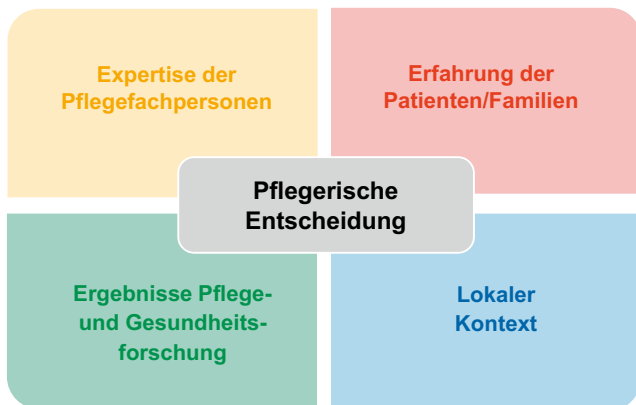 Expertise der
Pflegefachpersonen
Erfahrung der
Patienten/Familien
Pflegerische
Entscheidung
Ergebnisse Pflege-
und Gesundheits-
forschung
Lokaler
Kontext